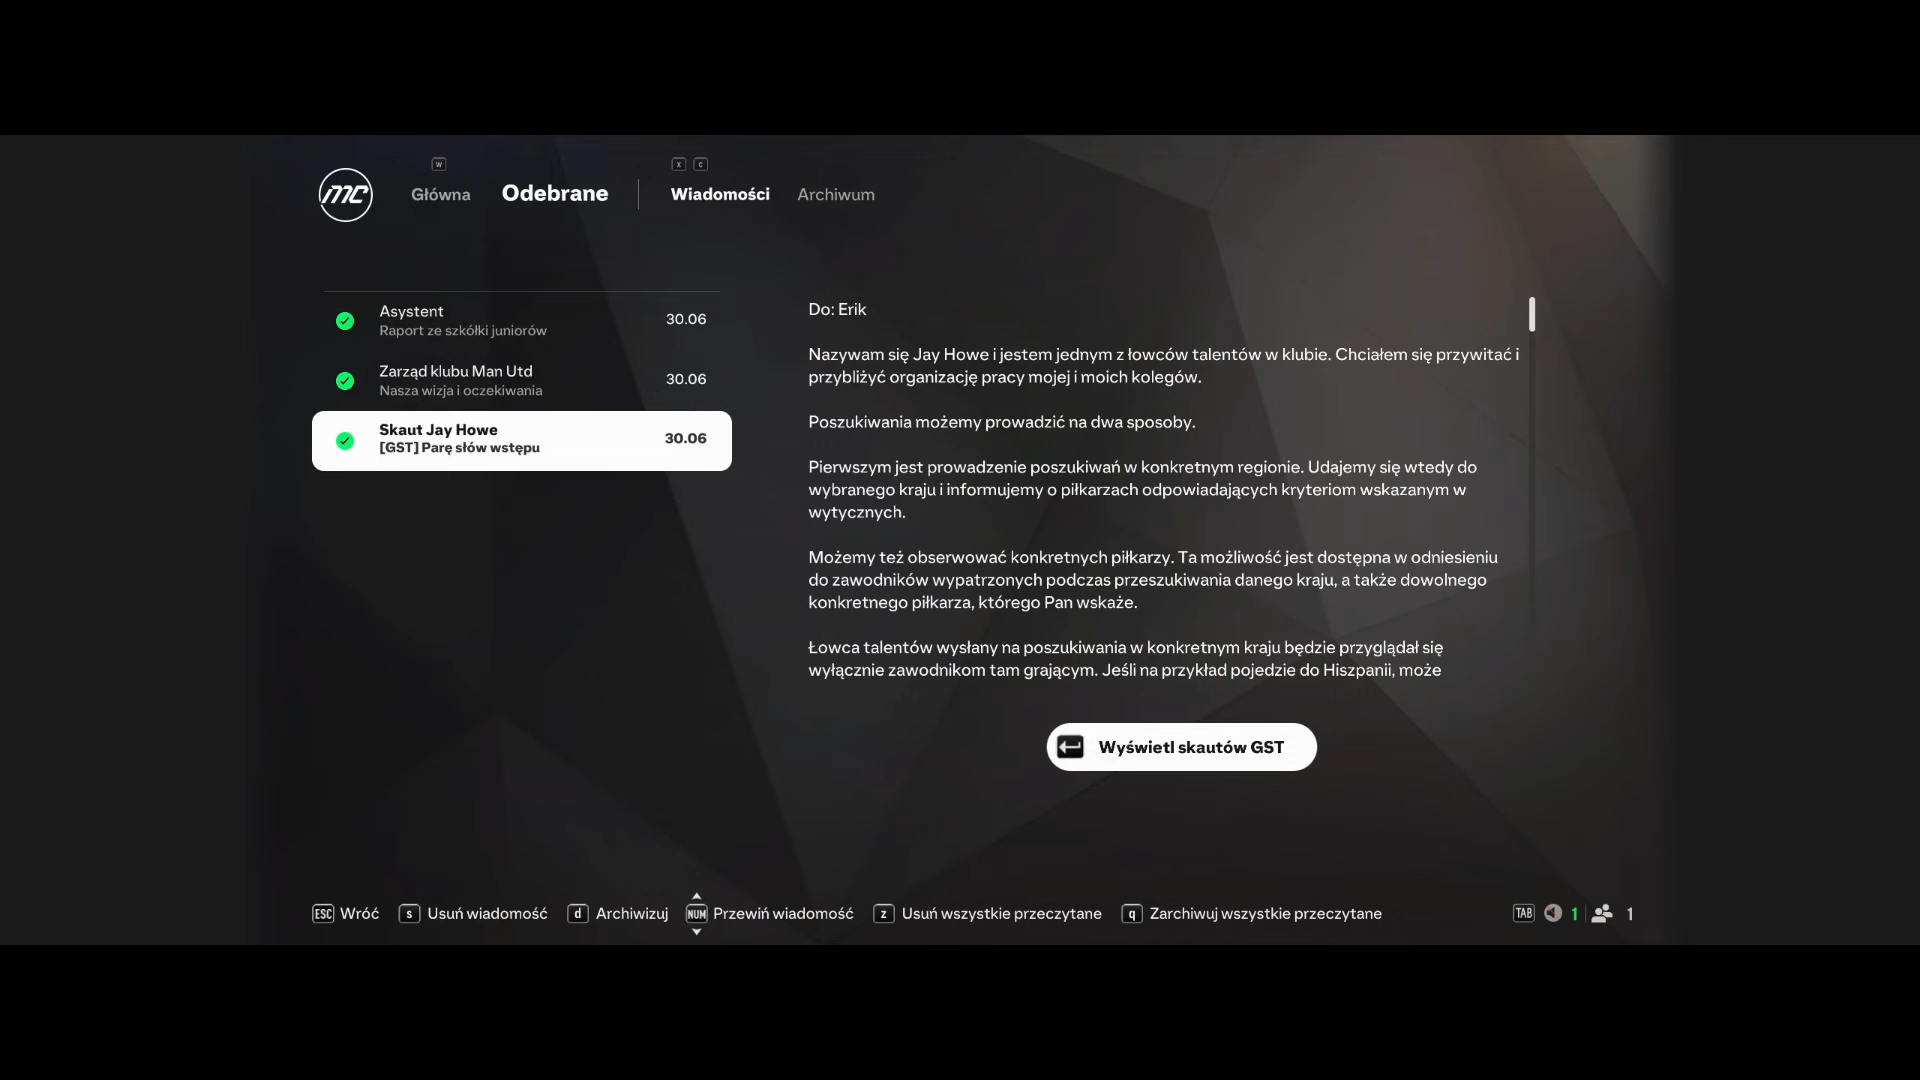 W
X C
MC
Główna
Odebrane
Wiadomości
Archiwum
Asystent
Raport ze szkółki juniorów
30.06
Zarząd klubu Man Utd
Nasza wizja i oczekiwania
30.06
Skaut Jay Howe
[GST] Parę słów wstępu
30.06
Do: Erik
Nazywam się Jay Howe i jestem jednym z łowców talentów w klubie. Chciałem się przywitać i
przybliżyć organizację pracy mojej i moich kolegów.
Poszukiwania możemy prowadzić na dwa sposoby.
Pierwszym jest prowadzenie poszukiwań w konkretnym regionie. Udajemy się wtedy do
wybranego kraju i informujemy o piłkarzach odpowiadających kryteriom wskazanym w
wytycznych.
Możemy też obserwować konkretnych piłkarzy. Ta możliwość jest dostępna w odniesieniu
do zawodników wypatrzonych podczas przeszukiwania danego kraju, a także dowolnego
konkretnego piłkarza, którego Pan wskaże.
Łowca talentów wysłany na poszukiwania w konkretnym kraju będzie przyglądał się
wyłącznie zawodnikom tam grającym. Jeśli na przykład pojedzie do Hiszpanii, może
Wyświetl skautów GST
ESC Wróć s Usuń wiadomość d Archiwizuj NUM Przewiń wiadomość z Usuń wszystkie przeczytane q Zarchiwuj wszystkie przeczytane TAB 1 1